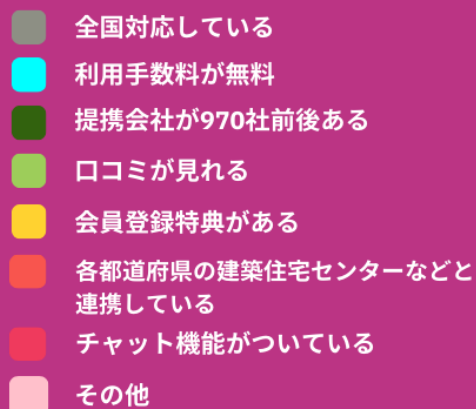 全国対応している
利用手数料が無料
提携会社が970社前後ある
口コミが見れる
会員登録特典がある
各都道府県の建築住宅センターなどと
連携している
チャット機能がついている
その他